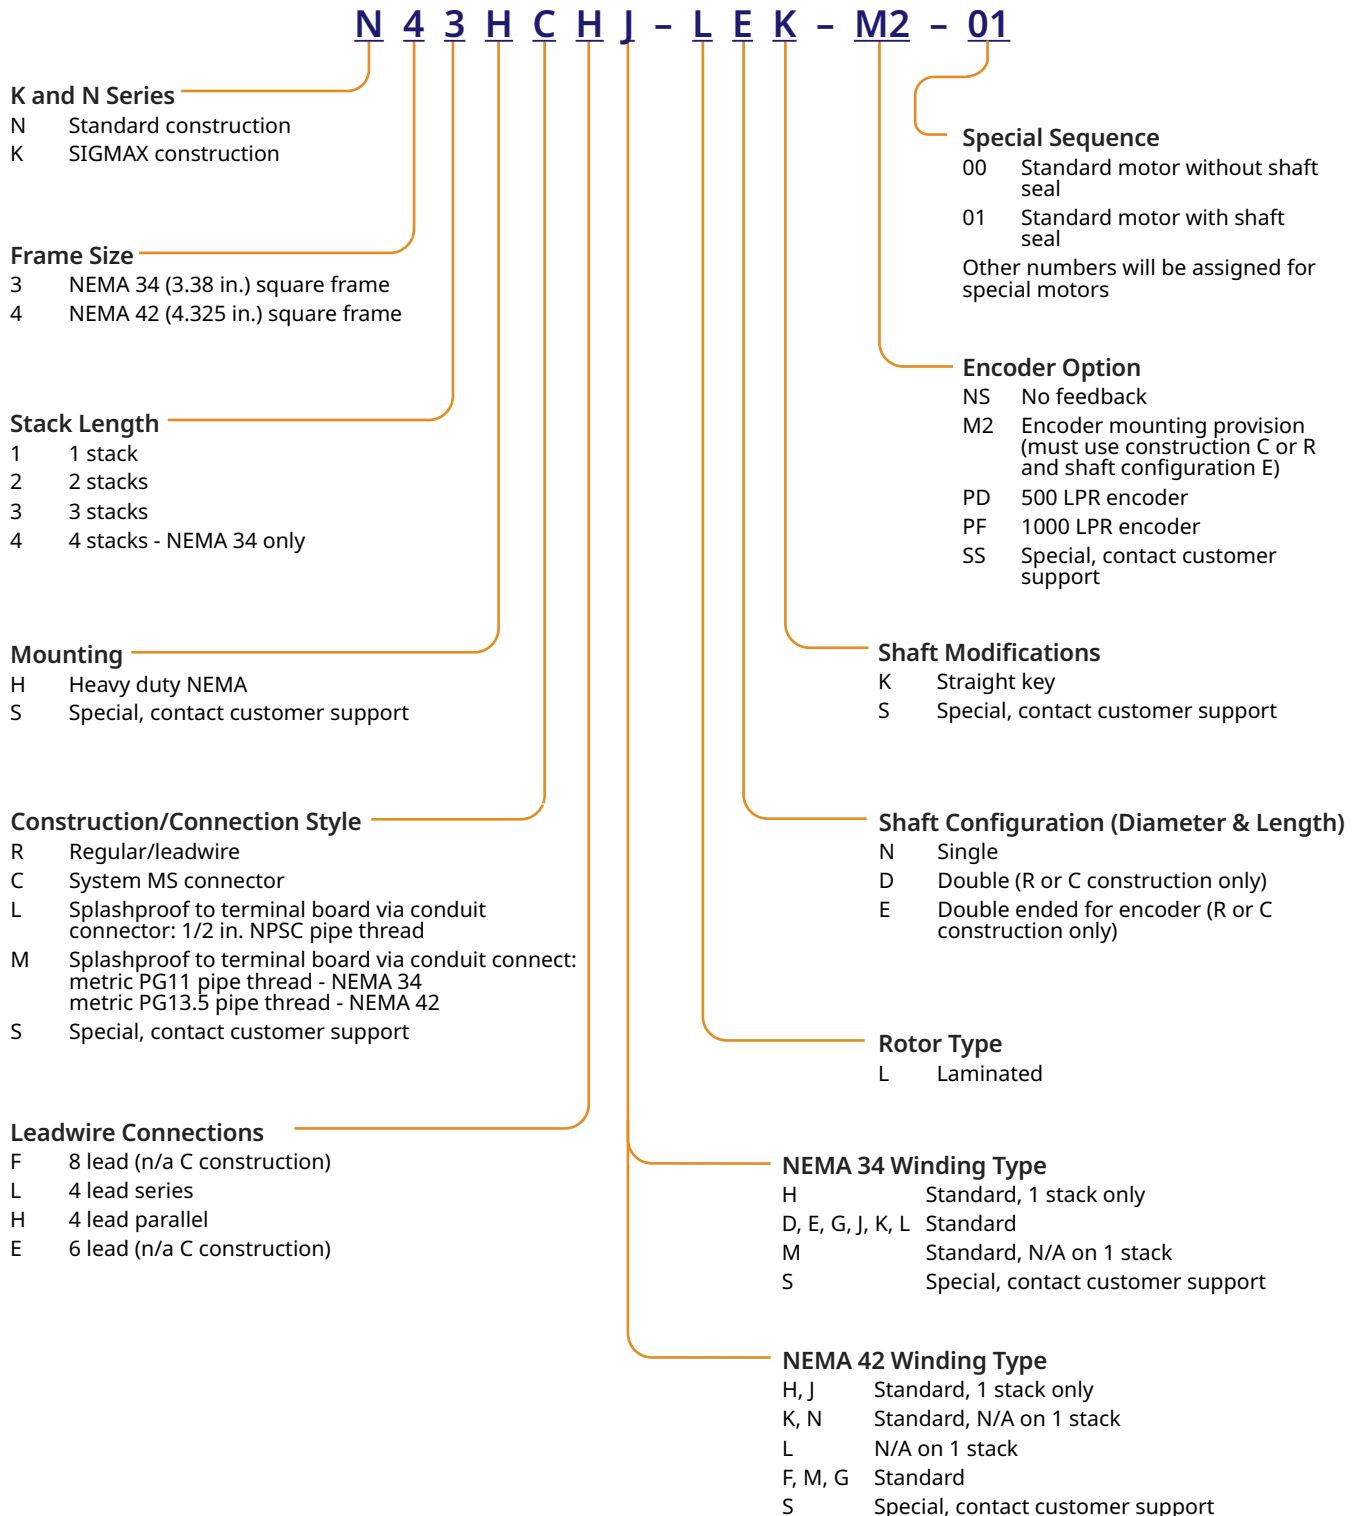 N 4 3 H C H J – L E K – M2 – 01
K and N Series
N Standard construction
K SIGMAX construction
Frame Size
3 NEMA 34 (3.38 in.) square frame
4 NEMA 42 (4.325 in.) square frame
Stack Length
1 1 stack
2 2 stacks
3 3 stacks
4 4 stacks - NEMA 34 only
Mounting
H Heavy duty NEMA
S Special, contact customer support
Construction/Connection Style
R Regular/leadwire
C System MS connector
L Splashproof to terminal board via conduit
connector: 1/2 in. NPSC pipe thread
M Splashproof to terminal board via conduit connect:
metric PG11 pipe thread - NEMA 34
metric PG13.5 pipe thread - NEMA 42
S Special, contact customer support
Leadwire Connections
F 8 lead (n/a C construction)
L 4 lead series
H 4 lead parallel
E 6 lead (n/a C construction)
Special Sequence
00 Standard motor without shaft
seal
01 Standard motor with shaft
seal
Other numbers will be assigned for
special motors
Encoder Option
NS No feedback
M2 Encoder mounting provision
(must use construction C or R
and shaft configuration E)
PD 500 LPR encoder
PF 1000 LPR encoder
SS Special, contact customer
support
Shaft Modifications
K Straight key
S Special, contact customer support
Shaft Configuration (Diameter & Length)
N Single
D Double (R or C construction only)
E Double ended for encoder (R or C
construction only)
Rotor Type
L Laminated
NEMA 34 Winding Type
H Standard, 1 stack only
D, E, G, J, K, L Standard
M Standard, N/A on 1 stack
S Special, contact customer support
NEMA 42 Winding Type
H, J Standard, 1 stack only
K, N Standard, N/A on 1 stack
L N/A on 1 stack
F, M, G Standard
S Special, contact customer support